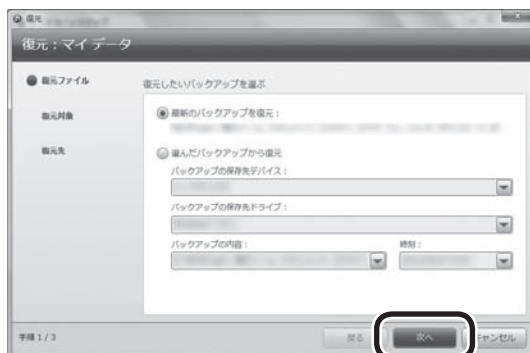 復元
復元：マイ データ
復元ファイル
復元対象
復元先
復元したいバックアップを選ぶ
最新のバックアップを復元：
選んだバックアップから復元
バックアップの保存先デバイス：
バックアップの保存先ドライブ：
バックアップの内容：
時刻：
手順 1 / 3
戻る
次へ
キャンセル